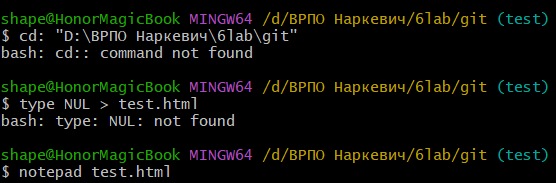 shape@HonorMagicBook MINGW64 /d/ВРПО Наркевич/6lab/git (test)
$ cd: "D:\ВРПО Наркевич\6lab\git"
bash: cd:: command not found
shape@HonorMagicBook MINGW64 /d/ВРПО Наркевич/6lab/git (test)
$ type NUL > test.html
bash: type: NUL: not found
shape@HonorMagicBook MINGW64 /d/ВРПО Наркевич/6lab/git (test)
$ notepad test.html